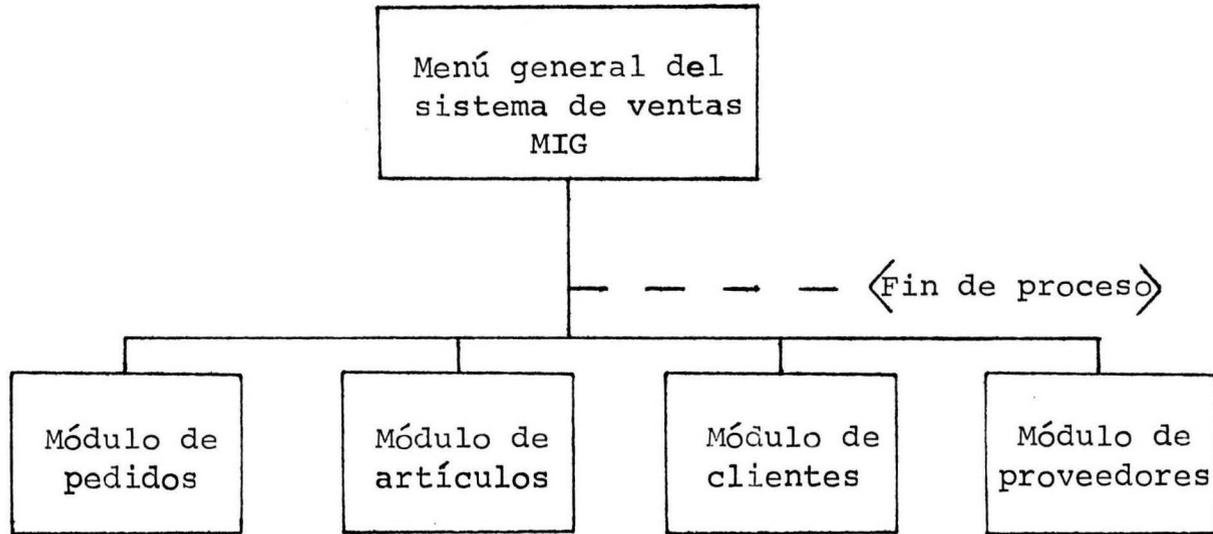 Menú general del
sistema de ventas
MIG
<Fin de proceso>
Módulo de
pedidos
Módulo de
artículos
Módulo de
clientes
Módulo de
proveedores